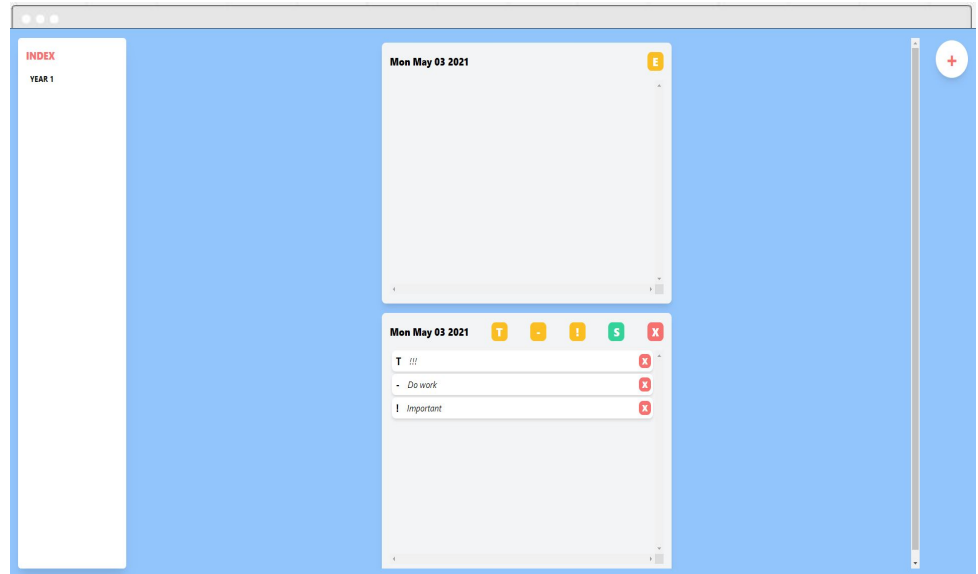 INDEX
YEAR 1
+
Mon May 03 2021 E
Mon May 03 2021 T - ! S X
T !!! X
- Do work X
! Important X